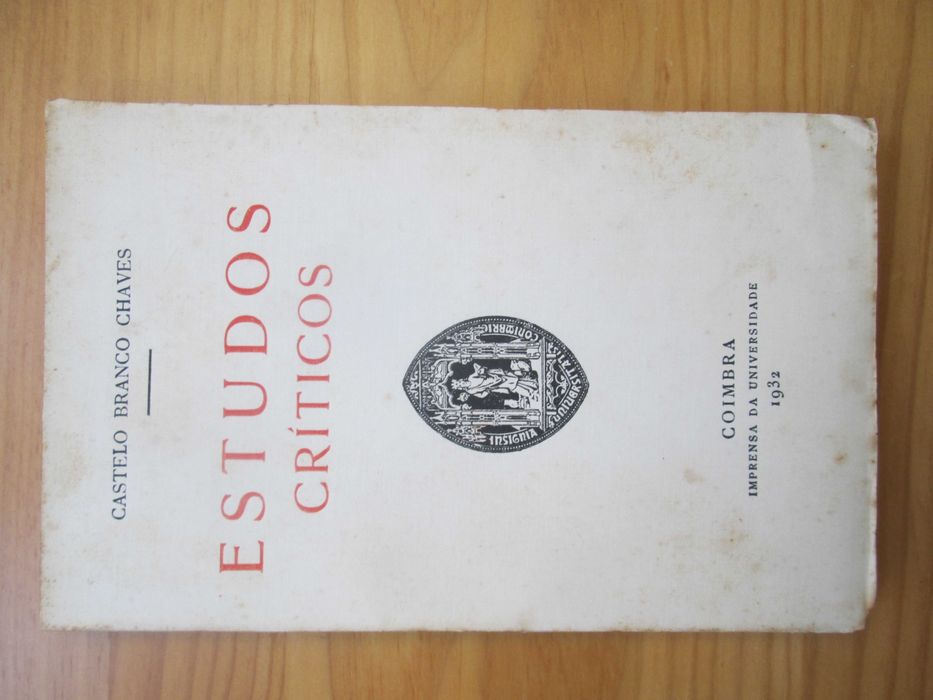 CASTELO BRANCO CHAVES
ESTUDOS
CRÍTICOS
INSIGNIA
COIMBRA
IMPRENSA DA UNIVERSIDADE
1932